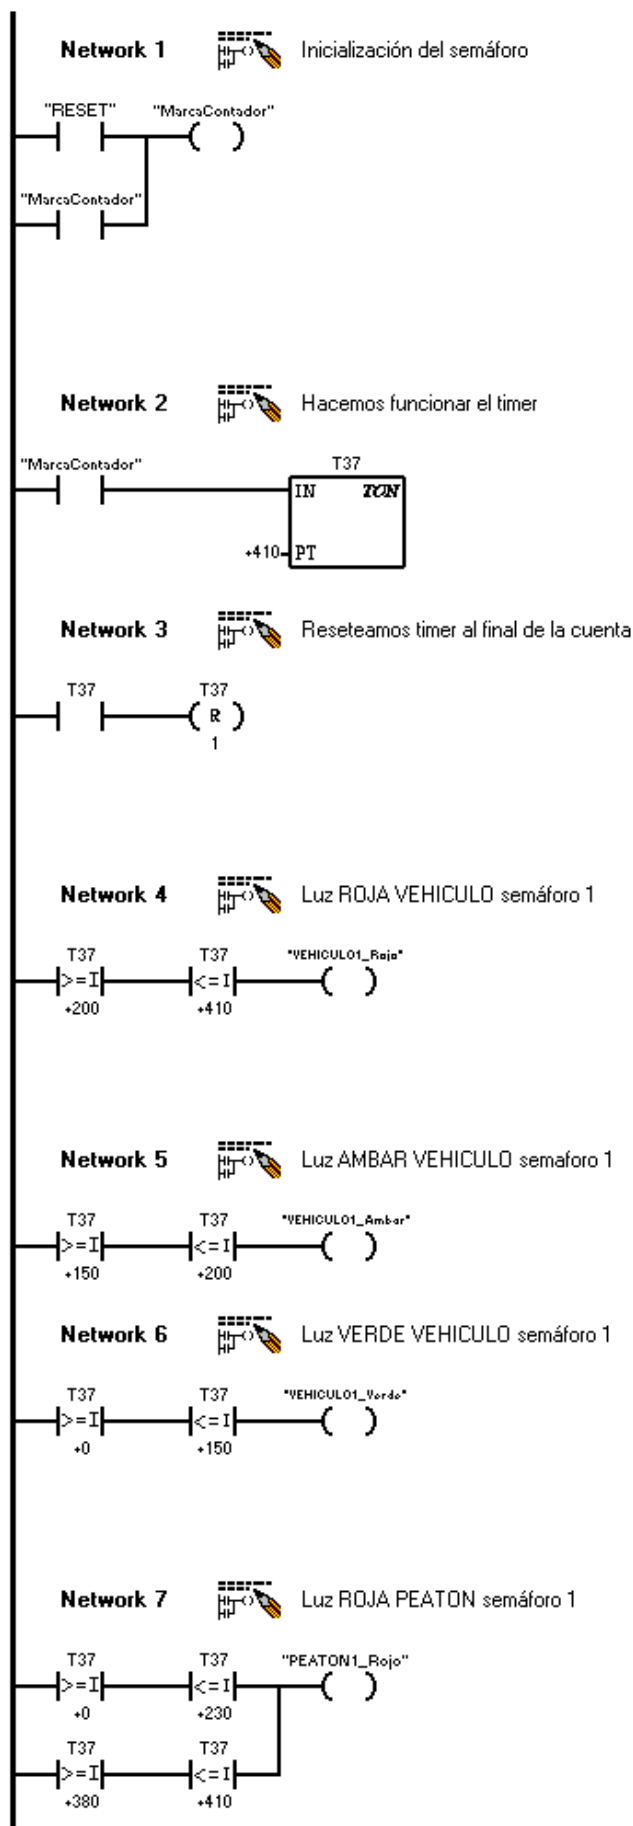 Network 1 Inicialización del semáforo
"RESET" "MarcaContador"
"MarcaContador"
Network 2 Hacemos funcionar el timer
"MarcaContador" T37
IN TON
+410 PT
Network 3 Reseteamos timer al final de la cuenta
T37 T37
R
1
Network 4 Luz ROJA VEHICULO semáforo 1
T37 T37 "VEHICULO1_Rojo"
>=I <=I
+200 +410
Network 5 Luz AMBAR VEHICULO semaforo 1
T37 T37 "VEHICULO1_Ambar"
>=I <=I
+150 +200
Network 6 Luz VERDE VEHICULO semáforo 1
T37 T37 "VEHICULO1_Verde"
>=I <=I
+0 +150
Network 7 Luz ROJA PEATON semáforo 1
T37 T37 "PEATON1_Rojo"
>=I <=I
+0 +230
T37 T37
>=I <=I
+380 +410